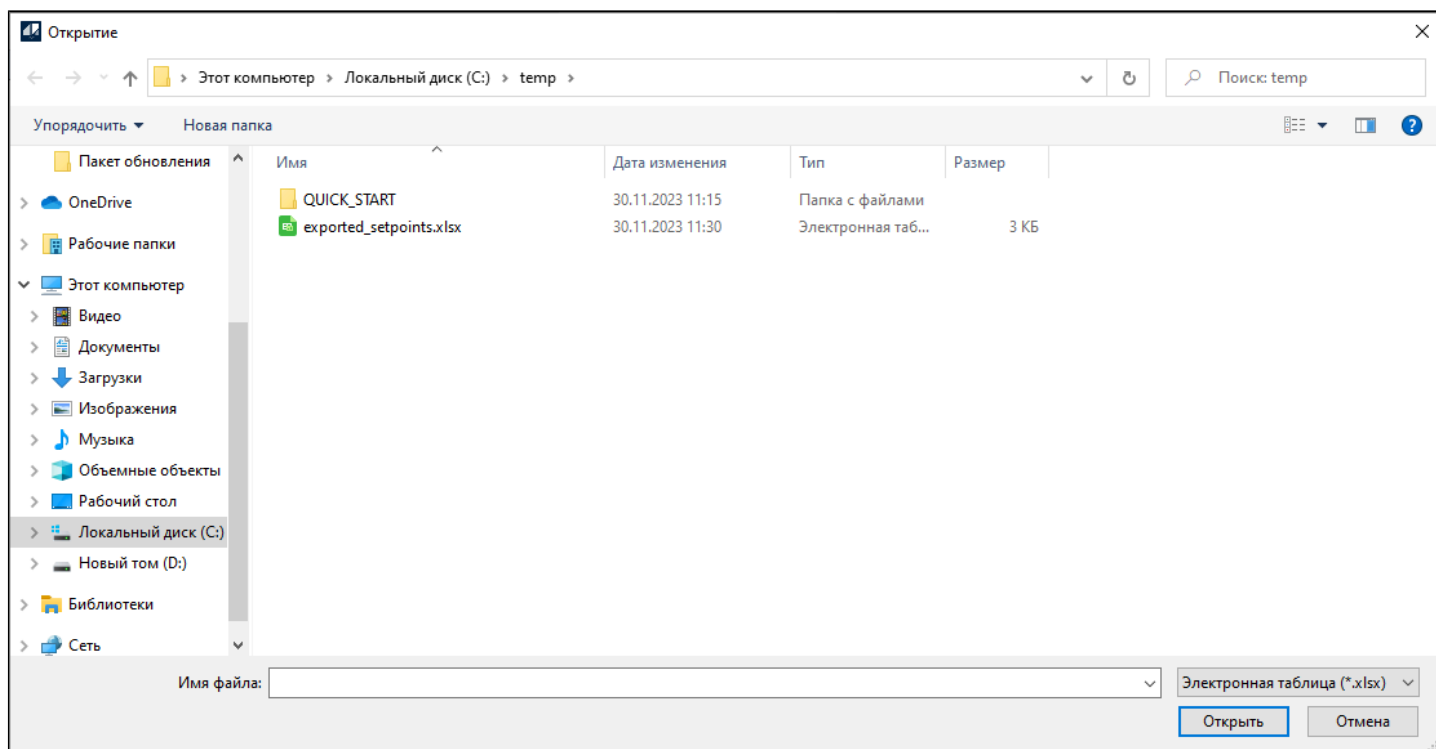 Открытие
Этот компьютер › Локальный диск (C:) › temp ›
Поиск: temp
Упорядочить
Новая папка
?
Имя
Дата изменения
Тип
Размер
QUICK_START
30.11.2023 11:15
Папка с файлами
exported_setpoints.xlsx
30.11.2023 11:30
Электронная таб...
3 КБ
Пакет обновления
OneDrive
Рабочие папки
Этот компьютер
Видео
Документы
Загрузки
Изображения
Музыка
Объемные объекты
Рабочий стол
Локальный диск (C:)
Новый том (D:)
Библиотеки
Сеть
Имя файла:
Электронная таблица (*.xlsx)
Открыть
Отмена